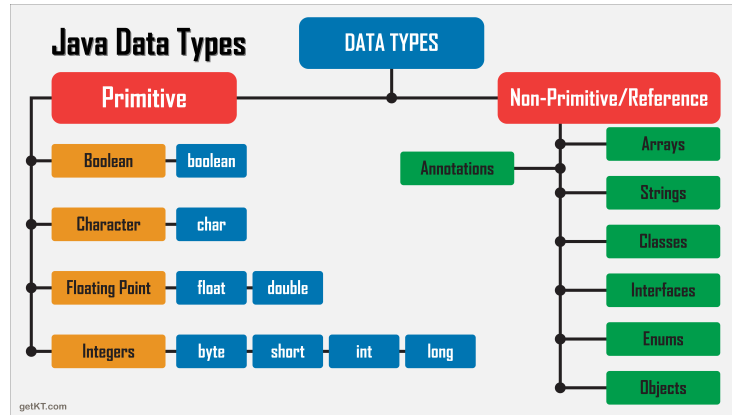 Java Data Types
DATA TYPES
Primitive
Non-Primitive/Reference
Boolean
boolean
Character
char
Floating Point
float
double
Integers
byte
short
int
long
Annotations
Arrays
Strings
Classes
Interfaces
Enums
Objects
getKT.com